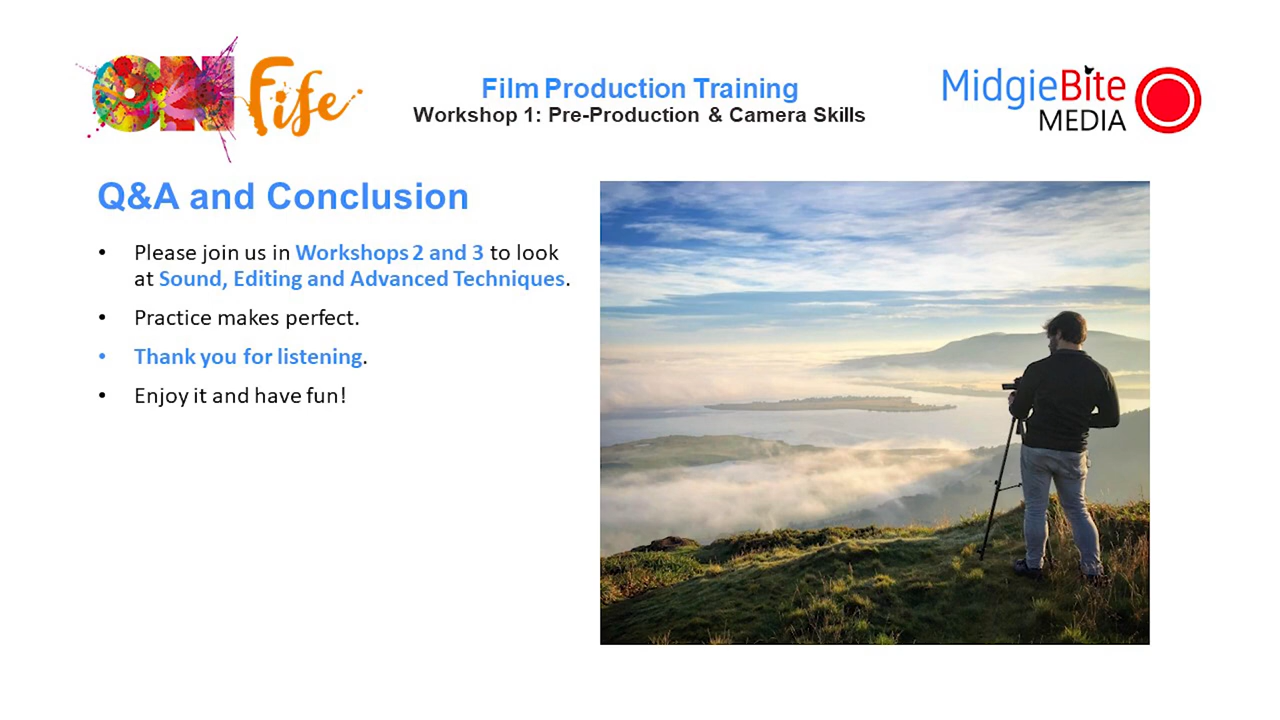 ON Fife
Film Production Training
Workshop 1: Pre-Production & Camera Skills
MidgieBite
MEDIA
Q&A and Conclusion
• Please join us in Workshops 2 and 3 to look
at Sound, Editing and Advanced Techniques.
• Practice makes perfect.
• Thank you for listening.
• Enjoy it and have fun!